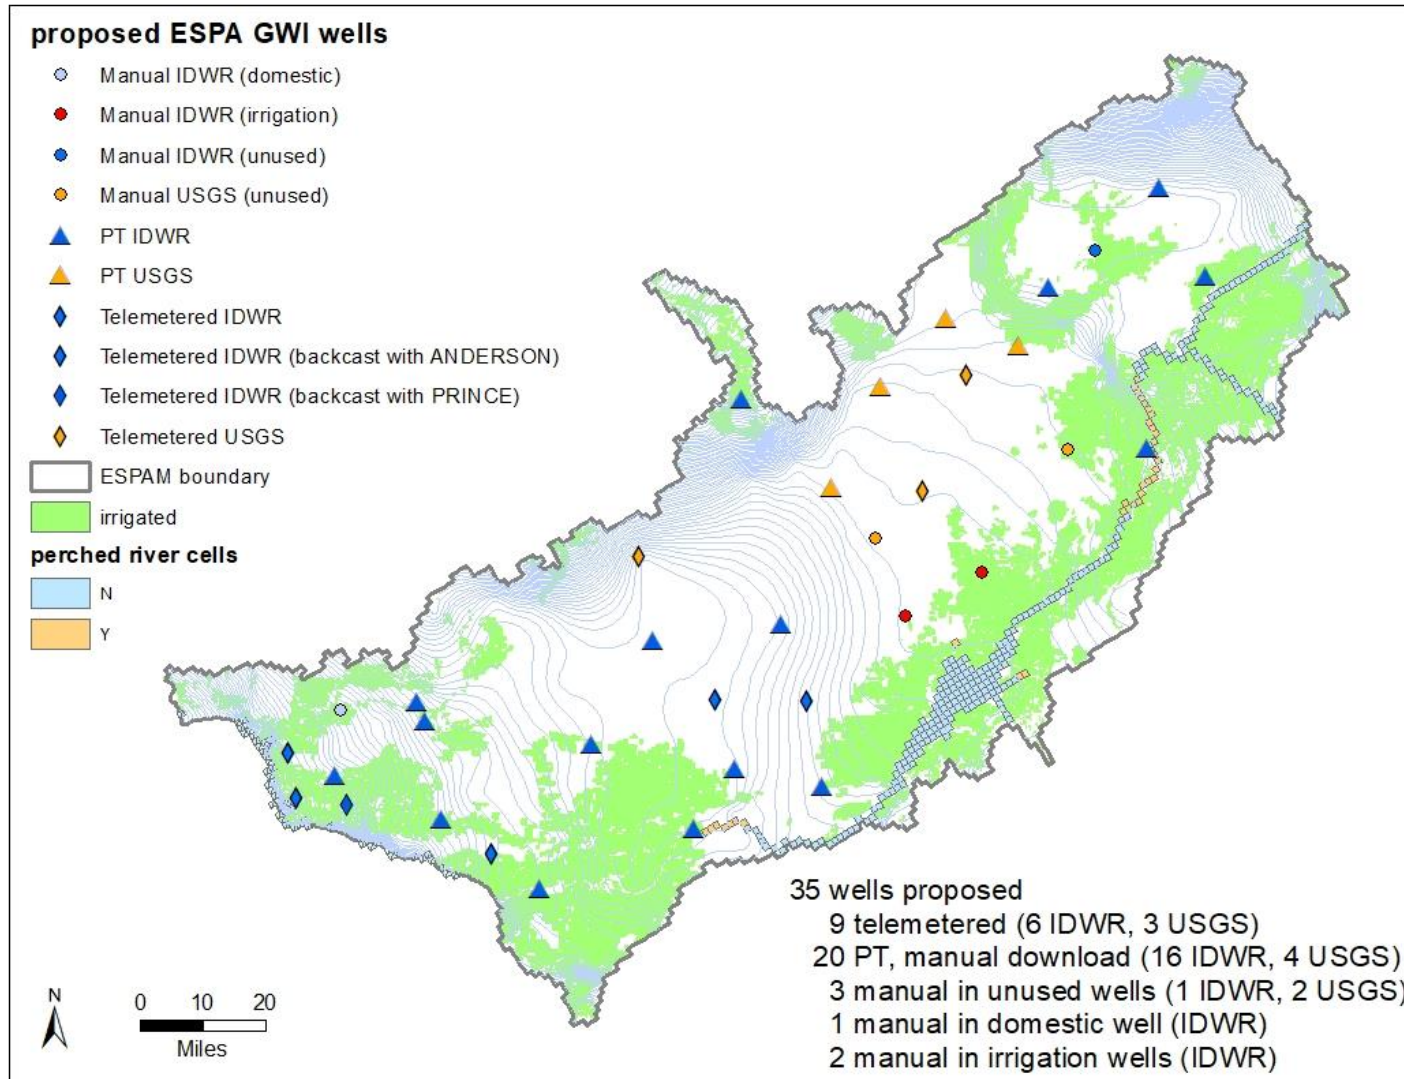 proposed ESPA GWI wells
Manual IDWR (domestic)
Manual IDWR (irrigation)
Manual IDWR (unused)
Manual USGS (unused)
PT IDWR
PT USGS
Telemetered IDWR
Telemetered IDWR (backcast with ANDERSON)
Telemetered IDWR (backcast with PRINCE)
Telemetered USGS
ESPAM boundary
irrigated
perched river cells
N
Y
35 wells proposed
9 telemetered (6 IDWR, 3 USGS)
20 PT, manual download (16 IDWR, 4 USGS)
3 manual in unused wells (1 IDWR, 2 USGS)
1 manual in domestic well (IDWR)
2 manual in irrigation wells (IDWR)
N
0 10 20
Miles